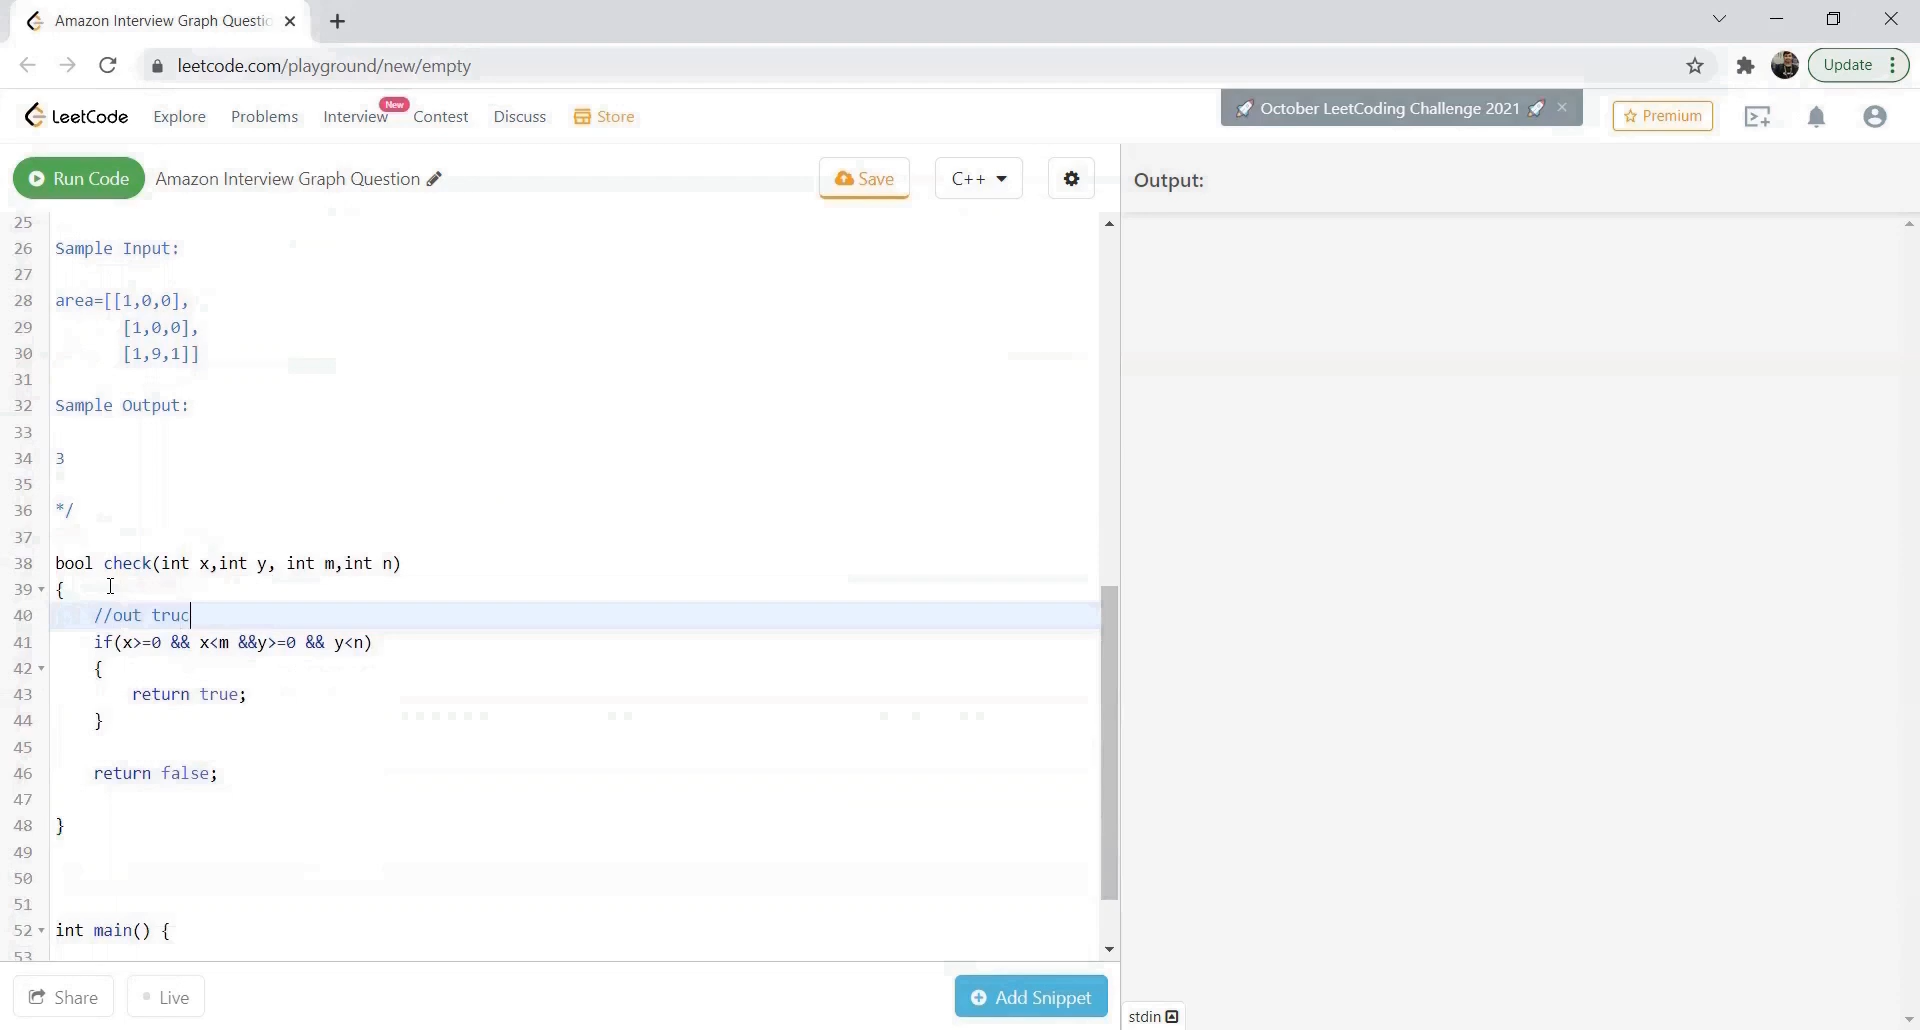 Amazon Interview Graph Questio
leetcode.com/playground/new/empty
Update
LeetCode
Explore
Problems
Interview
New
Contest
Discuss
Store
October LeetCoding Challenge 2021
Premium
Run Code
Amazon Interview Graph Question
Save
C++
Output:
25
26 Sample Input:
27
28 area=[[1,0,0],
29 [1,0,0],
30 [1,9,1]]
31
32 Sample Output:
33
34 3
35
36 */
37
38 bool check(int x,int y, int m,int n)
39 {
40 //out truc
41 if(x>=0 && x<m &&y>=0 && y<n)
42 {
43 return true;
44 }
45
46 return false;
47
48 }
49
50
51
52 int main() {
53
Share
Live
Add Snippet
stdin